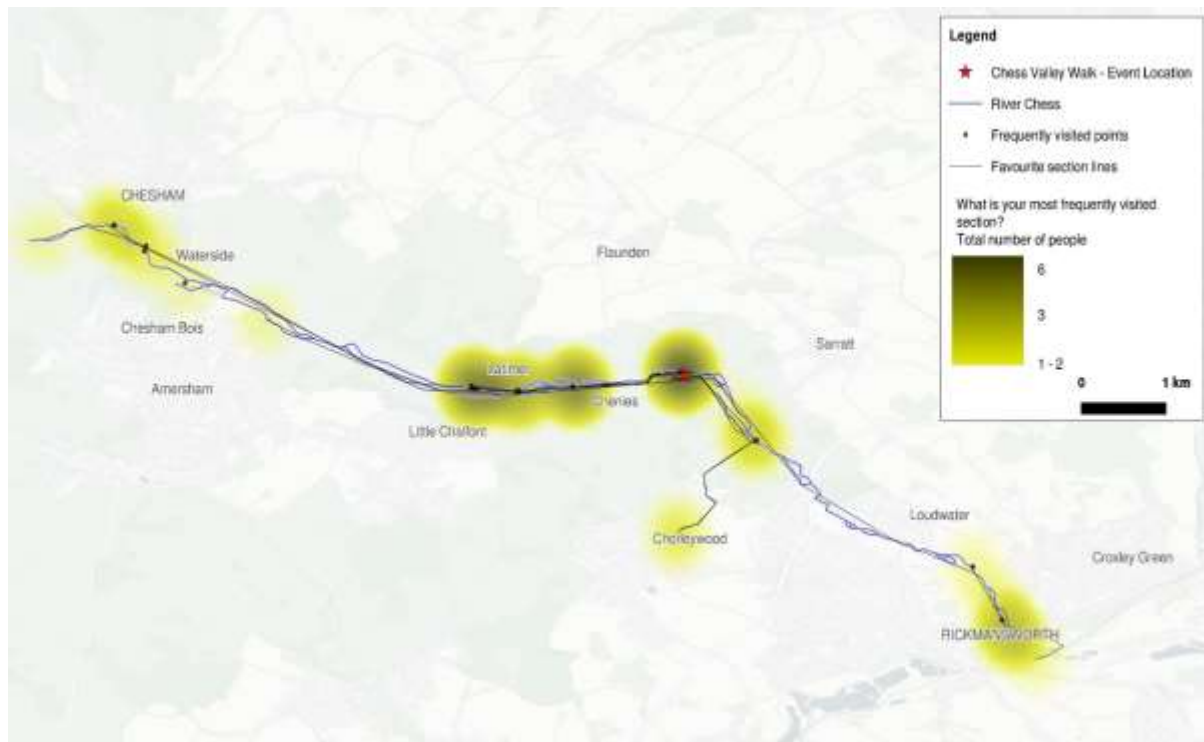 Legend
Chess Valley Walk - Event Location
River Chess
Frequently visited points
Favourite section lines
What is your most frequently visited
section?
Total number of people
6
3
1 - 2
0 1 km
CHESHAM
Waterside
Flaunden
Chesham Bois
Sarratt
Latimer
Amersham
Chenies
Little Chalfont
Loudwater
Chorleywood
Croxley Green
RICKMANSWORTH